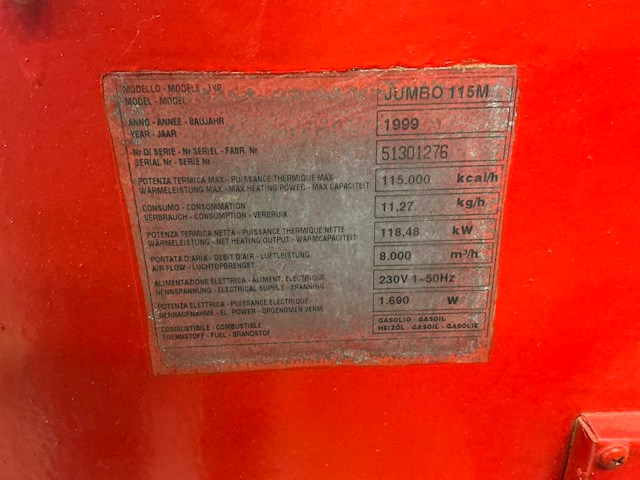 MODELLO - MODELE - TYP JUMBO 115M
MODEL - MODEL
ANNO - ANNEE - BAUJAHR 1999
YEAR - JAAR
Nr DI SERIE - Nr SERIEL - FABR. Nr 51301276
SERIAL Nr - SERIE Nr
POTENZA TERMICA MAX - PUISSANCE THERMIQUE MAX 115.000 kcal/h
WÄRMELEISTUNG MAX - MAX HEATING POWER - MAX CAPACITEIT
CONSUMO - CONSOMMATION 11,27 kg/h
VERBRAUCH - CONSUMPTION - VERBRUIK
POTENZA TERMICA NETTA - PUISSANCE THERMIQUE NETTE 118,48 kW
WÄRMELEISTUNG - NET HEATING OUTPUT - WARMCAPACITEIT
PORTATA D'ARIA - DEBIT D'AIR - LUFTLEISTUNG 8.000 m³/h
AIR FLOW - LUCHTOPBRENGST
ALIMENTAZIONE ELETTRICA - ALIMENT. ELECTRIQUE 230V 1~50Hz
NENNSPANNUNG - ELECTRICAL SUPPLY - SPANNING
POTENZA ELETTRICA - PUISSANCE ELECTRIQUE 1.690 W
NENNAUFNAHME - EL. POWER - OPGENOMEN VERM.
COMBUSTIBILE - COMBUSTIBLE GASOLIO - GASOIL
BRENNSTOFF - FUEL - BRANDSTOF HEIZÖL - GASOIL - GASOLIE